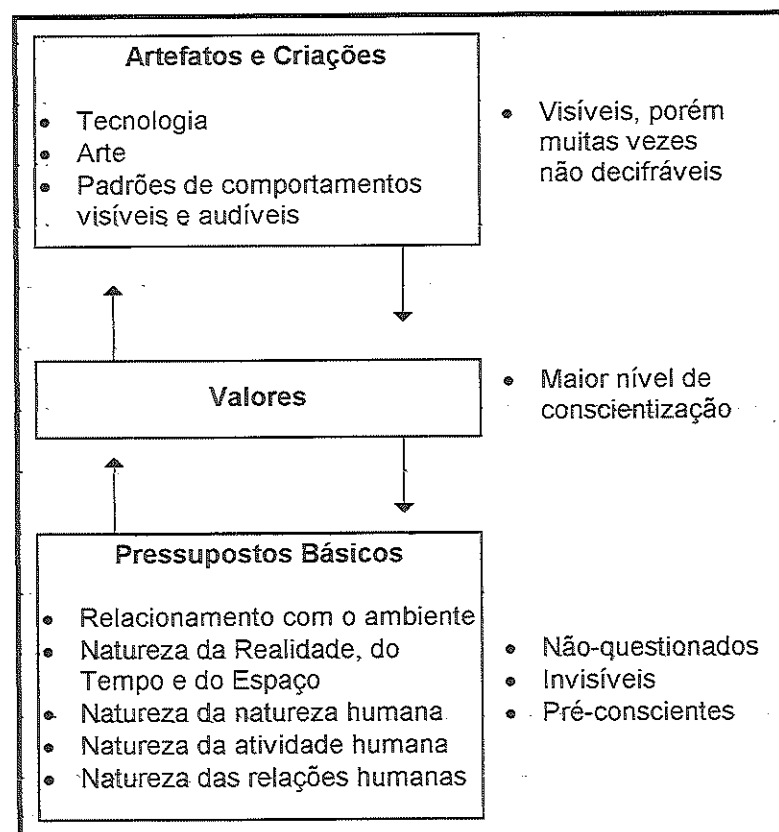 Artefatos e Criações
• Tecnologia
• Arte
• Padrões de comportamentos
visíveis e audíveis
• Visíveis, porém
muitas vezes
não decifráveis
Valores
• Maior nível de
conscientização
Pressupostos Básicos
• Relacionamento com o ambiente
• Natureza da Realidade, do
Tempo e do Espaço
• Natureza da natureza humana
• Natureza da atividade humana
• Natureza das relações humanas
• Não-questionados
• Invisíveis
• Pré-conscientes